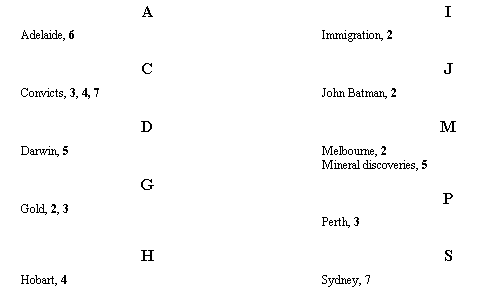 A
Adelaide, 6
C
Convicts, 3, 4, 7
D
Darwin, 5
G
Gold, 2, 3
H
Hobart, 4
I
Immigration, 2
J
John Batman, 2
M
Melbourne, 2
Mineral discoveries, 5
P
Perth, 3
S
Sydney, 7